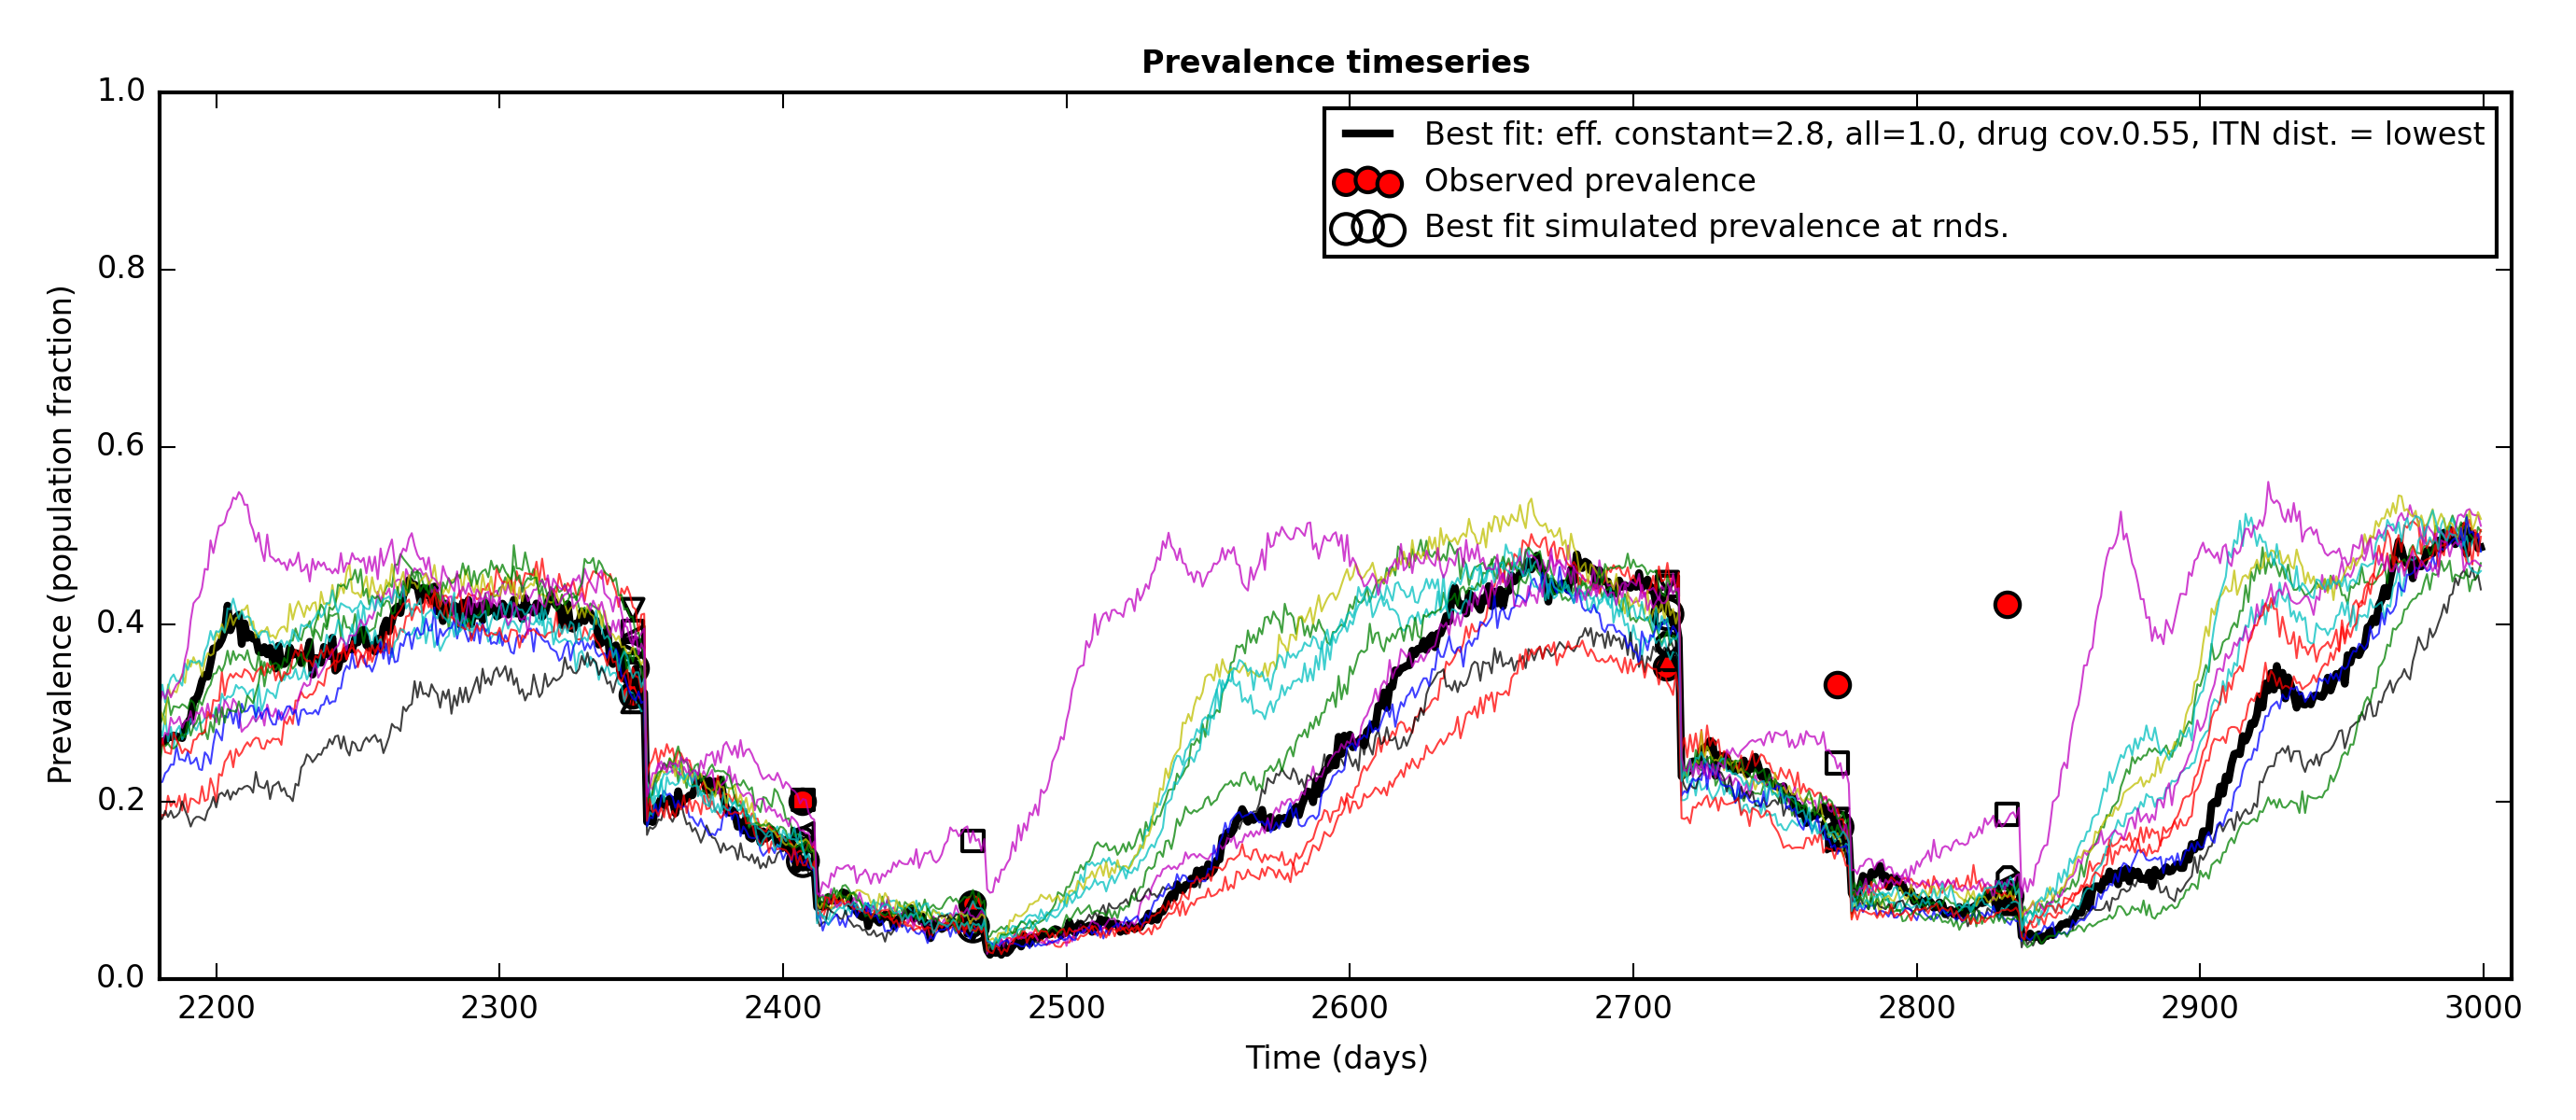 Prevalence timeseries
Prevalence (population fraction)
1.0
0.8
0.6
0.4
0.2
0.0
Best fit: eff. constant=2.8, all=1.0, drug cov.0.55, ITN dist. = lowest
Observed prevalence
Best fit simulated prevalence at rnds.
2200 2300 2400 2500 2600 2700 2800 2900 3000
Time (days)